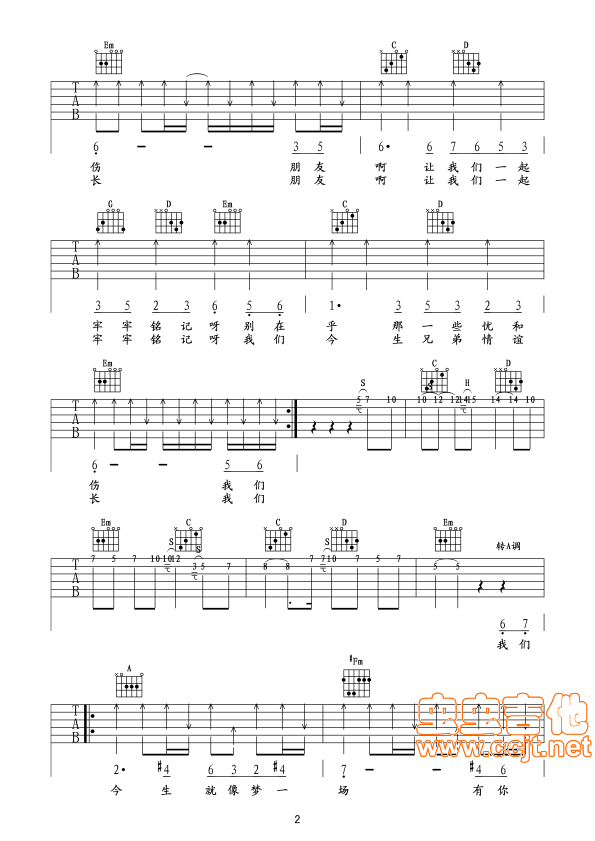 Em C D
T A B
6· - - 3 5 6· 6 7 6 5 3
伤 朋 友 啊 让 我 们 一 起
长 朋 友 啊 让 我 们 一 起
G D Em C D
T A B
3 5 2 3 6 5 6 1· 3 5 3 2 3
牢 牢 铭 记 呀 别 在 乎 那 一 些 忧 和
牢 牢 铭 记 呀 我 们 今 生 兄 弟 情 谊
Em C D
S H
5 7 10 10 12 12 14 15 14 14 10
T A B
6 - - 5 6
伤 我 们
长 我 们
Em C C D Em 转A调
S S S
7 5 7 10 10 12 3 5 7 8 8 7 7 10 7 5 7 5 5
T A B
6 7
我 们
A #Fm
T A B
2· #4 6 3 2 #4 7 - - #4 6
今 生 就 像 梦 一 场 有 你
虫虫吉他
www.ccjt.net
2